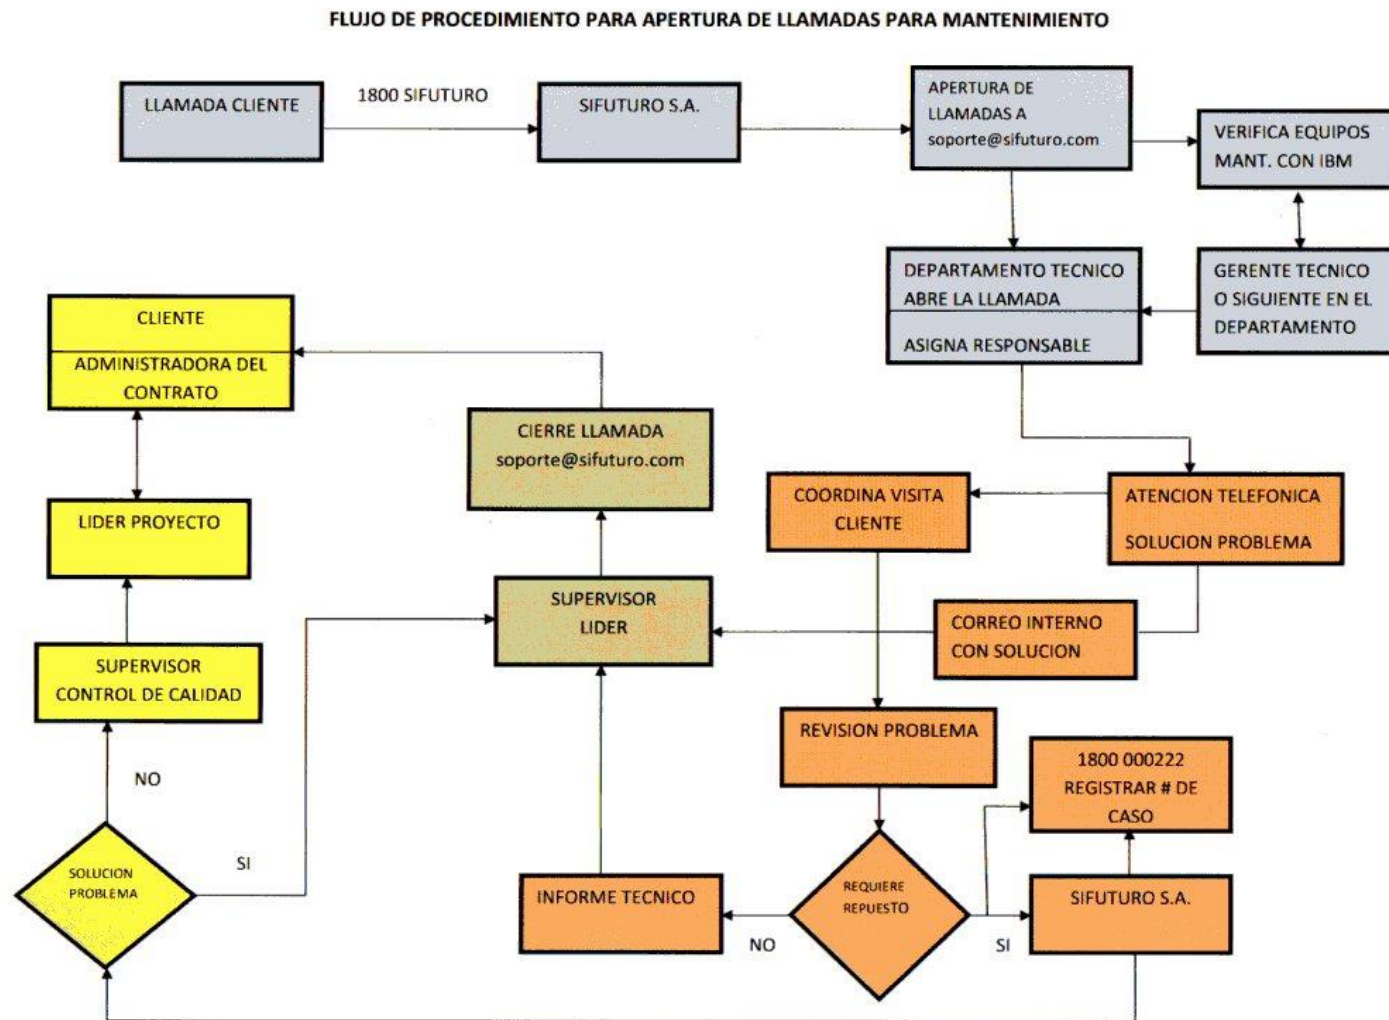 FLUJO DE PROCEDIMIENTO PARA APERTURA DE LLAMADAS PARA MANTENIMIENTO
LLAMADA CLIENTE
1800 SIFUTURO
SIFUTURO S.A.
APERTURA DE
LLAMADAS A
soporte@sifuturo.com
VERIFICA EQUIPOS
MANT. CON IBM
DEPARTAMENTO TECNICO
ABRE LA LLAMADA
ASIGNA RESPONSABLE
GERENTE TECNICO
O SIGUIENTE EN EL
DEPARTAMENTO
CLIENTE
ADMINISTRADORA DEL
CONTRATO
CIERRE LLAMADA
soporte@sifuturo.com
COORDINA VISITA
CLIENTE
ATENCION TELEFONICA
SOLUCION PROBLEMA
LIDER PROYECTO
SUPERVISOR
LIDER
CORREO INTERNO
CON SOLUCION
SUPERVISOR
CONTROL DE CALIDAD
REVISION PROBLEMA
1800 000222
REGISTRAR # DE
CASO
NO
SOLUCION
PROBLEMA
SI
INFORME TECNICO
NO
REQUIERE
REPUESTO
SI
SIFUTURO S.A.